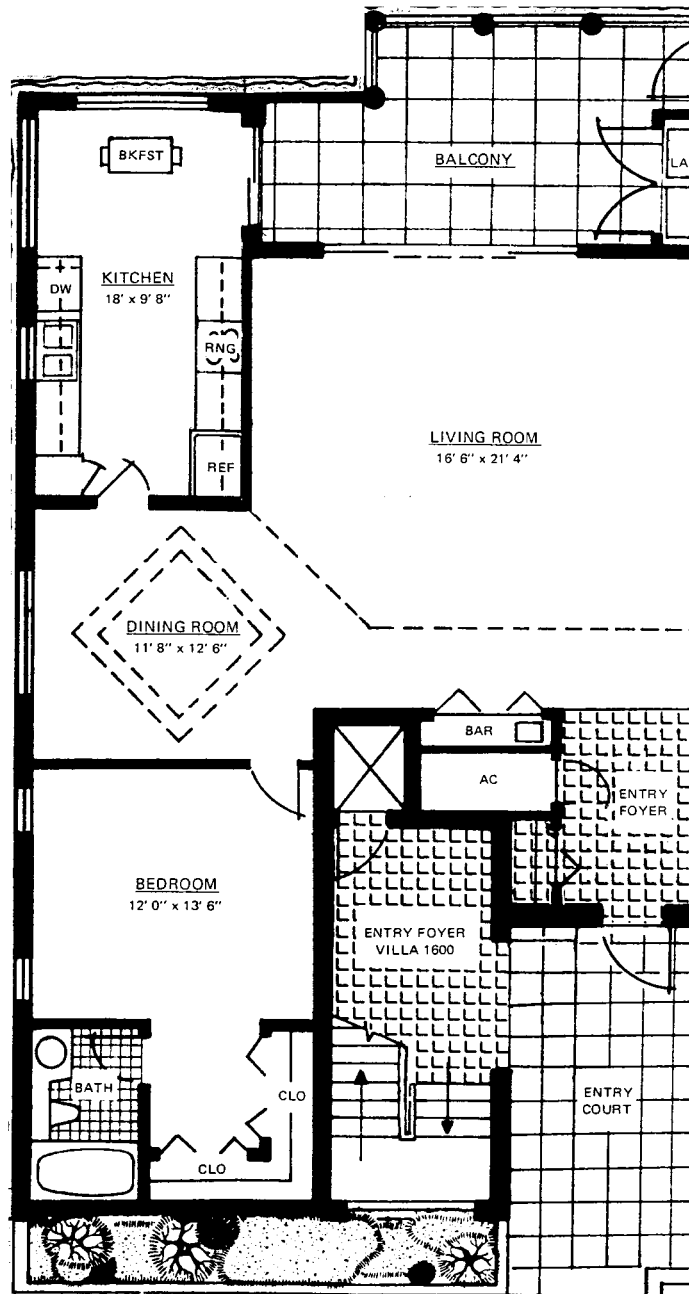 BKFST
BALCONY
LA
KITCHEN
18' x 9' 8"
DW
RNG
REF
LIVING ROOM
16' 6" x 21' 4"
DINING ROOM
11' 8" x 12' 6"
BAR
AC
ENTRY
FOYER
BEDROOM
12' 0" x 13' 6"
ENTRY FOYER
VILLA 1600
BATH
CLO
CLO
ENTRY
COURT